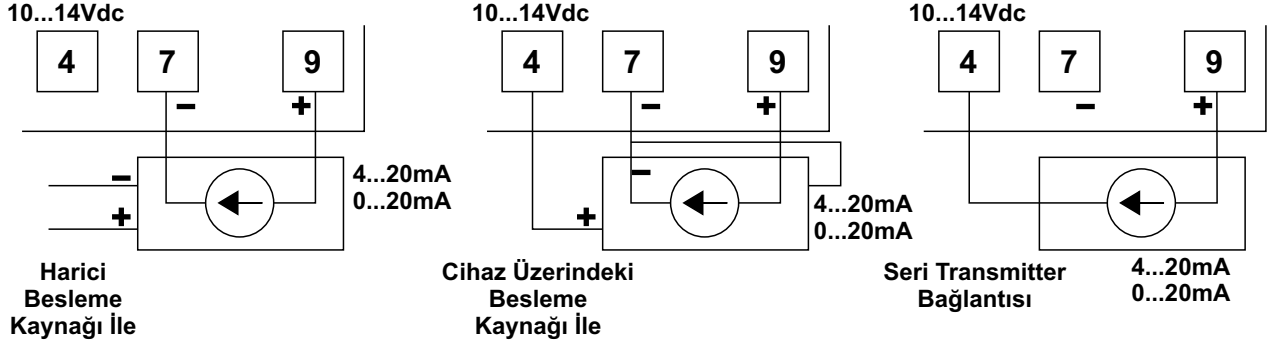 10...14Vdc
4 7 9
– +
–
+
4...20mA
0...20mA
Harici
Besleme
Kaynağı İle
10...14Vdc
4 7 9
– +
–
+
4...20mA
0...20mA
Cihaz Üzerindeki
Besleme
Kaynağı İle
10...14Vdc
4 7 9
– +
4...20mA
0...20mA
Seri Transmitter
Bağlantısı